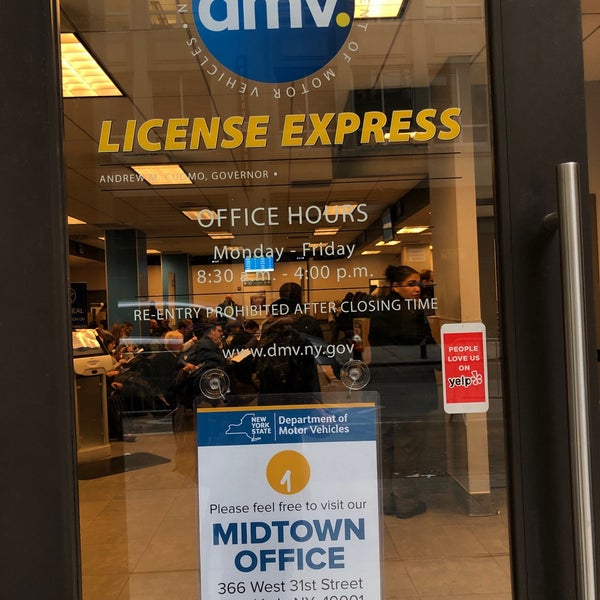 dmv.
T OF MOTOR VEHICLES • N
LICENSE EXPRESS
ANDREW M. CUOMO, GOVERNOR •
OFFICE HOURS
Monday - Friday
8:30 a.m. - 4:00 p.m.
RE-ENTRY PROHIBITED AFTER CLOSING TIME
www.dmv.ny.gov
PEOPLE
LOVE US
ON
yelp
NEW YORK STATE
Department of
Motor Vehicles
1
Please feel free to visit our
MIDTOWN
OFFICE
366 West 31st Street
NY, 10001